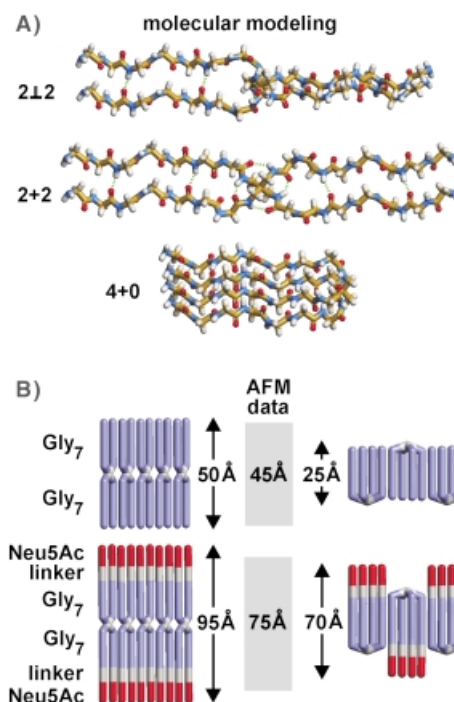 A) molecular modeling
2⊥2
2+2
4+0
B)
AFM
data
Gly7
Gly7
50Å 45Å 25Å
Neu5Ac
linker
Gly7
Gly7
linker
Neu5Ac
95Å 75Å 70Å